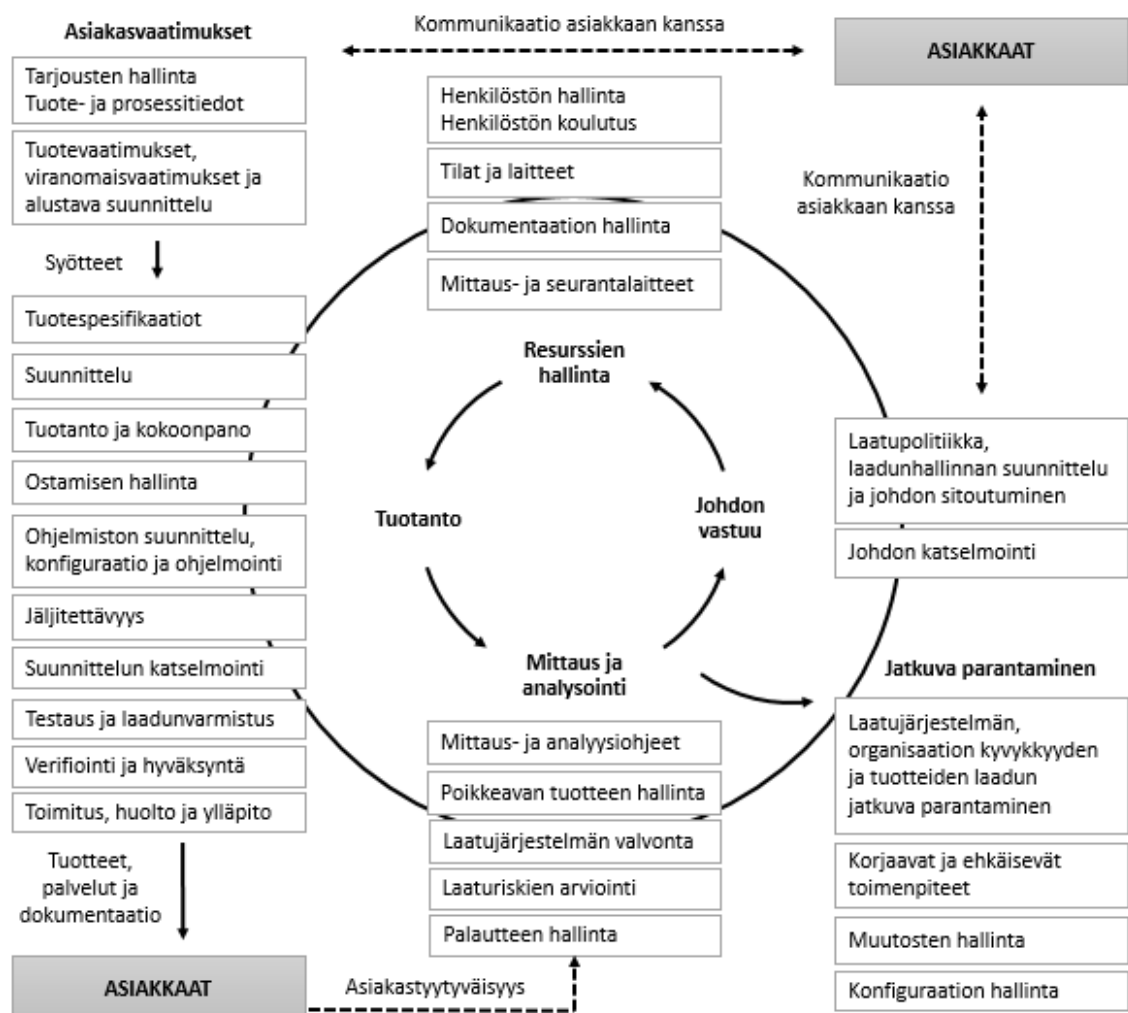 Asiakasvaatimukset
Tarjousten hallinta
Tuote- ja prosessitiedot
Tuotevaatimukset,
viranomaisvaatimukset ja
alustava suunnittelu
Syötteet
Tuotespesifikaatiot
Suunnittelu
Tuotanto ja kokoonpano
Ostamisen hallinta
Ohjelmiston suunnittelu,
konfiguraatio ja ohjelmointi
Jäljitettävyys
Suunnittelun katselmointi
Testaus ja laadunvarmistus
Verifiointi ja hyväksyntä
Toimitus, huolto ja ylläpito
Tuotteet,
palvelut ja
dokumentaatio
ASIAKKAAT
Asiakastyytyväisyys
Kommunikaatio asiakkaan kanssa
Henkilöstön hallinta
Henkilöstön koulutus
Tilat ja laitteet
Dokumentaation hallinta
Mittaus- ja seurantalaitteet
Resurssien
hallinta
Tuotanto
Johdon
vastuu
Mittaus ja
analysointi
Mittaus- ja analyysiohjeet
Poikkeavan tuotteen hallinta
Laatujärjestelmän valvonta
Laaturiskien arviointi
Palautteen hallinta
ASIAKKAAT
Kommunikaatio
asiakkaan kanssa
Laatupolitiikka,
laadunhallinnan suunnittelu
ja johdon sitoutuminen
Johdon katselmointi
Jatkuva parantaminen
Laatujärjestelmän,
organisaation kyvykkyyden
ja tuotteiden laadun
jatkuva parantaminen
Korjaavat ja ehkäisevät
toimenpiteet
Muutosten hallinta
Konfiguraation hallinta